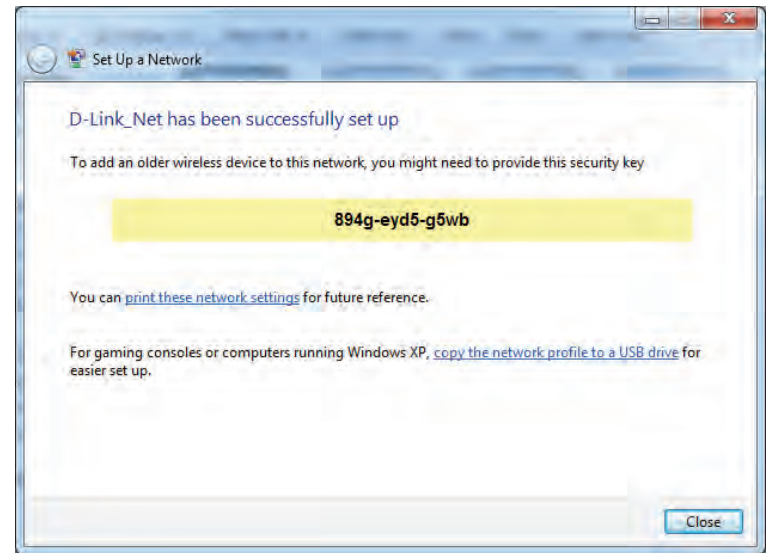 Set Up a Network
D-Link_Net has been successfully set up
To add an older wireless device to this network, you might need to provide this security key
894g-eyd5-g5wb
You can print these network settings for future reference.
For gaming consoles or computers running Windows XP, copy the network profile to a USB drive for
easier set up.
Close